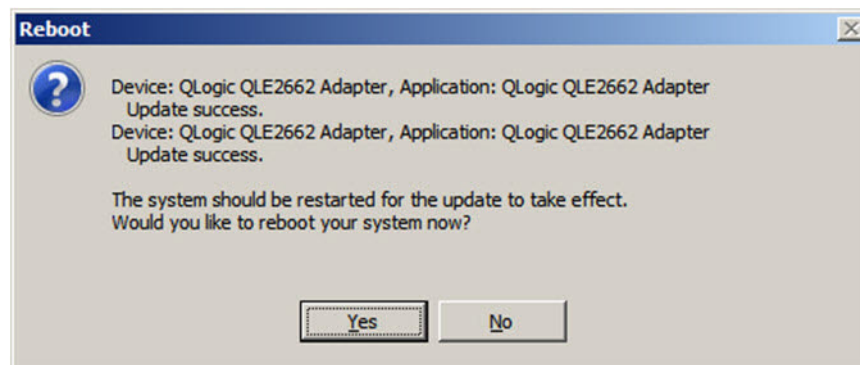 Reboot
Device: QLogic QLE2662 Adapter, Application: QLogic QLE2662 Adapter
Update success.
Device: QLogic QLE2662 Adapter, Application: QLogic QLE2662 Adapter
Update success.
The system should be restarted for the update to take effect.
Would you like to reboot your system now?
Yes No